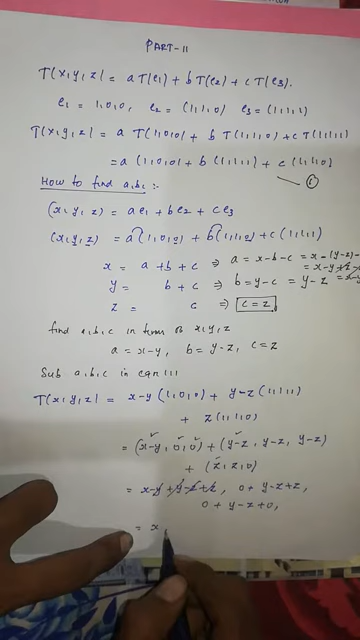 PART-II
T(x,y,z) = a T(e1) + b T(e2) + c T(e3).
e1 = 1,0,0, e2 = (1,1,0) e3 = (1,1,1)
T(x,y,z) = a T(1,0,0) + b T(1,1,0) + c T(1,1,1)
= a (1,0,0) + b (1,1,1) + c (1,1,0)
How to find a,b,c :-
(x,y,z) = a e1 + b e2 + c e3
(x,y,z) = a(1,0,0) + b(1,1,0) + c(1,1,1)
x = a+b+c ⇒ a = x-b-c = x-(y-z)-
= x-y+z-
y = b+c ⇒ b = y-c = y-z = x-y
z = c ⇒ c=z
find a,b,c in term of x,y,z
a = x-y, b = y-z, c = z
Sub a,b,c in eqn (1)
T(x,y,z) = x-y (1,0,0) + y-z (1,1,1)
+ z(1,1,0)
= (x-y, 0, 0) + (y-z, y-z, y-z)
+ (z, z, 0)
= x-y+y-z+z, 0+y-z+z,
0+y-z+0,
= x,